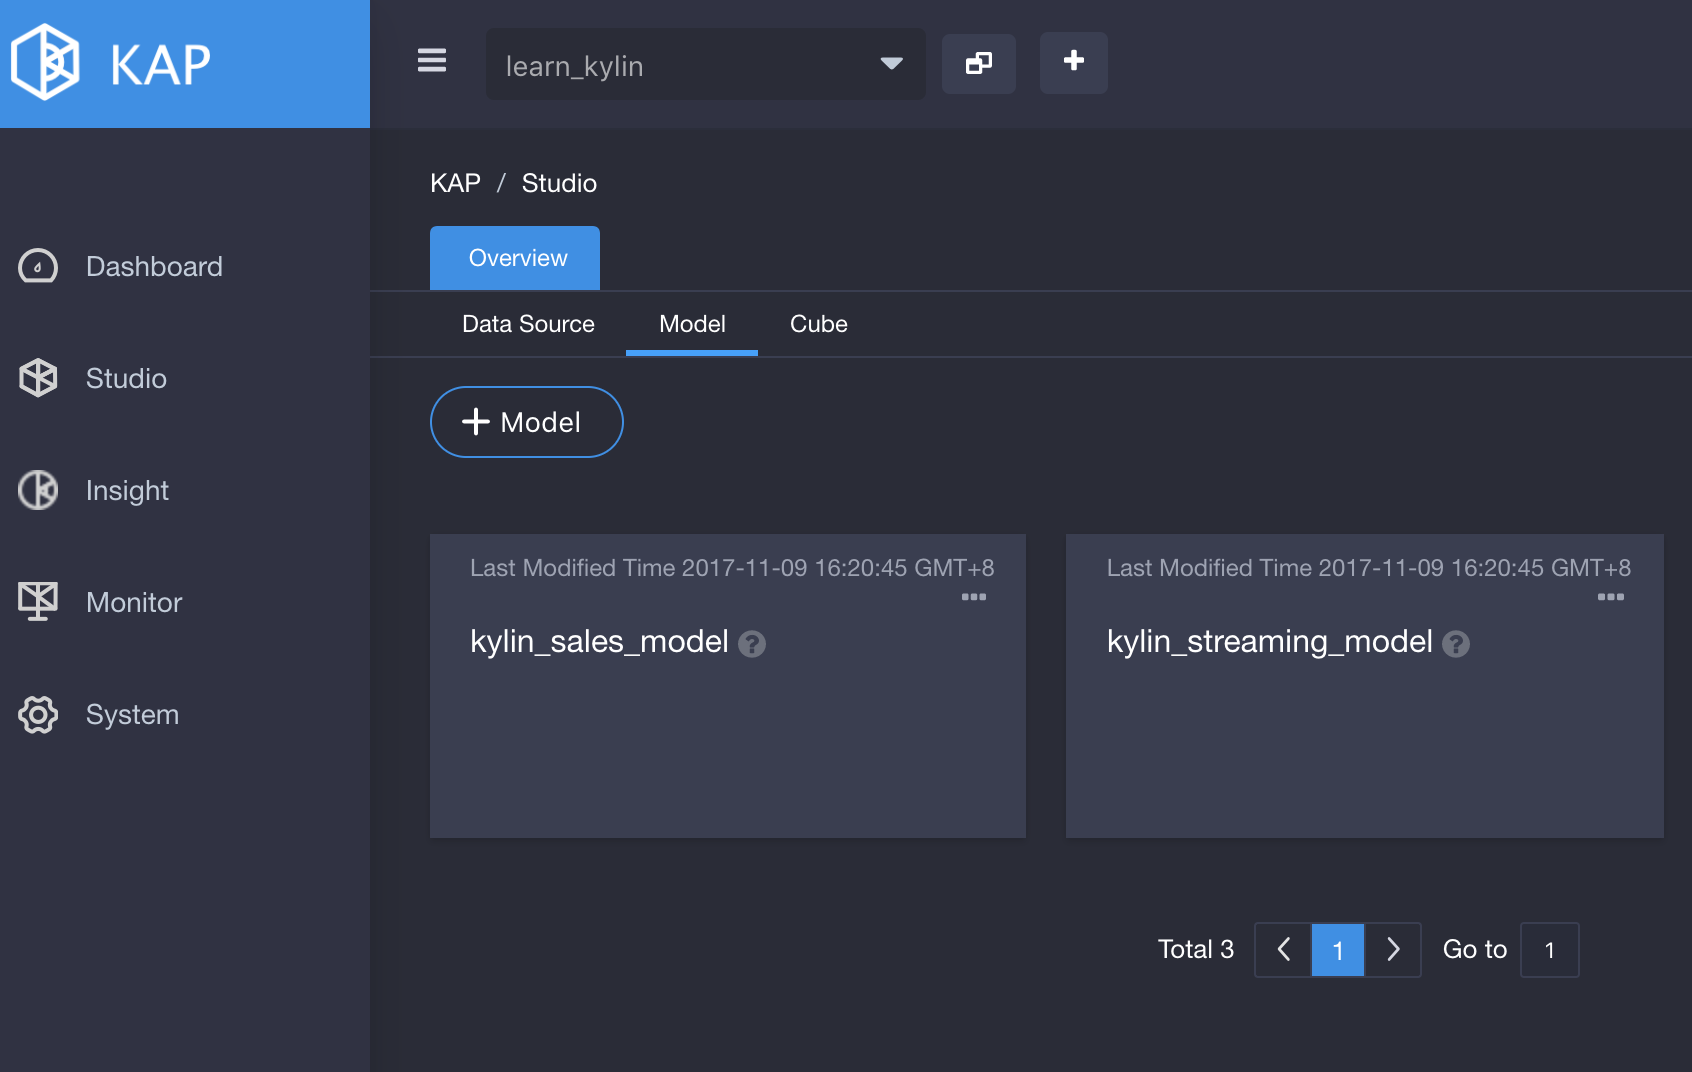 KAP
learn_kylin
KAP / Studio
Overview
Data Source Model Cube
Model
Dashboard
Studio
Insight
Monitor
System
Last Modified Time 2017-11-09 16:20:45 GMT+8
kylin_sales_model ?
Last Modified Time 2017-11-09 16:20:45 GMT+8
kylin_streaming_model ?
Total 3 1 Go to 1